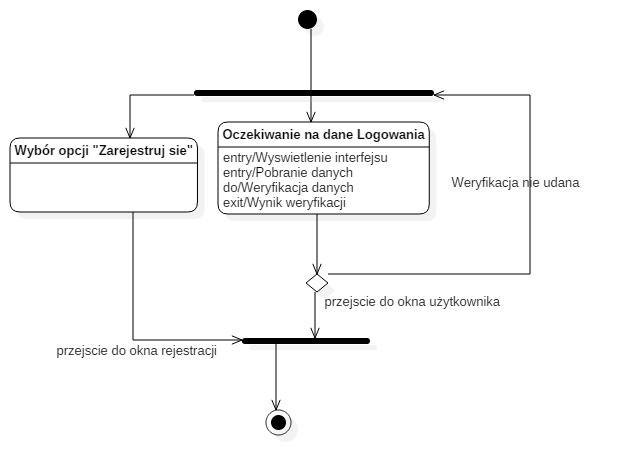 Wybór opcji "Zarejestruj sie"
Oczekiwanie na dane Logowania
entry/Wyswietlenie interfejsu
entry/Pobranie danych
do/Weryfikacja danych
exit/Wynik weryfikacji
Weryfikacja nie udana
przejscie do okna użytkownika
przejscie do okna rejestracji